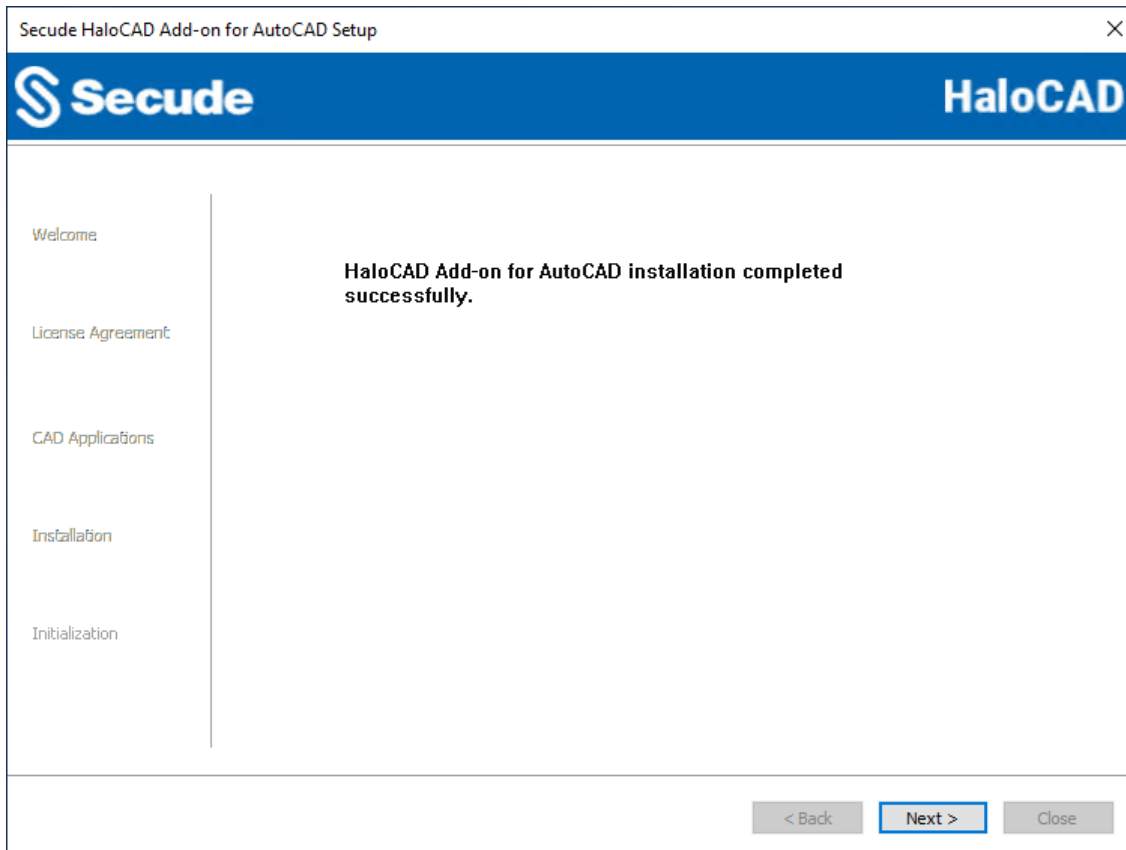 Secude HaloCAD Add-on for AutoCAD Setup
Secude
HaloCAD
Welcome
License Agreement
CAD Applications
Installation
Initialization
HaloCAD Add-on for AutoCAD installation completed
successfully.
< Back
Next >
Close